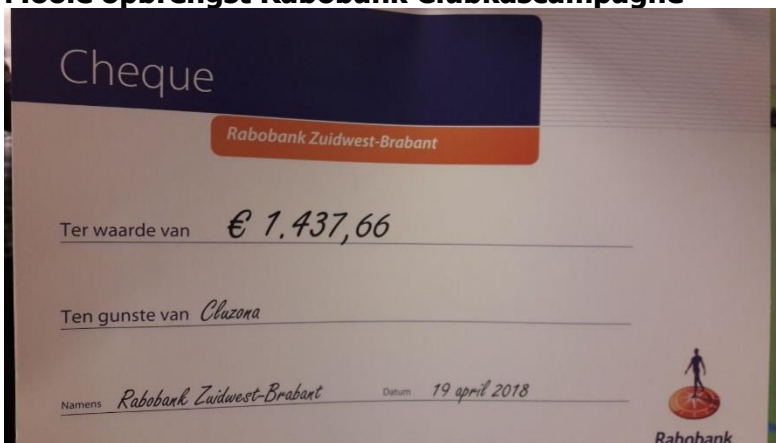 Mooie opbrengst Rabobank Clubkascampagne
Cheque
Rabobank Zuidwest-Brabant
Ter waarde van € 1.437,66
Ten gunste van Cluzona
Namens Rabobank Zuidwest-Brabant Datum 19 april 2018
Rabobank